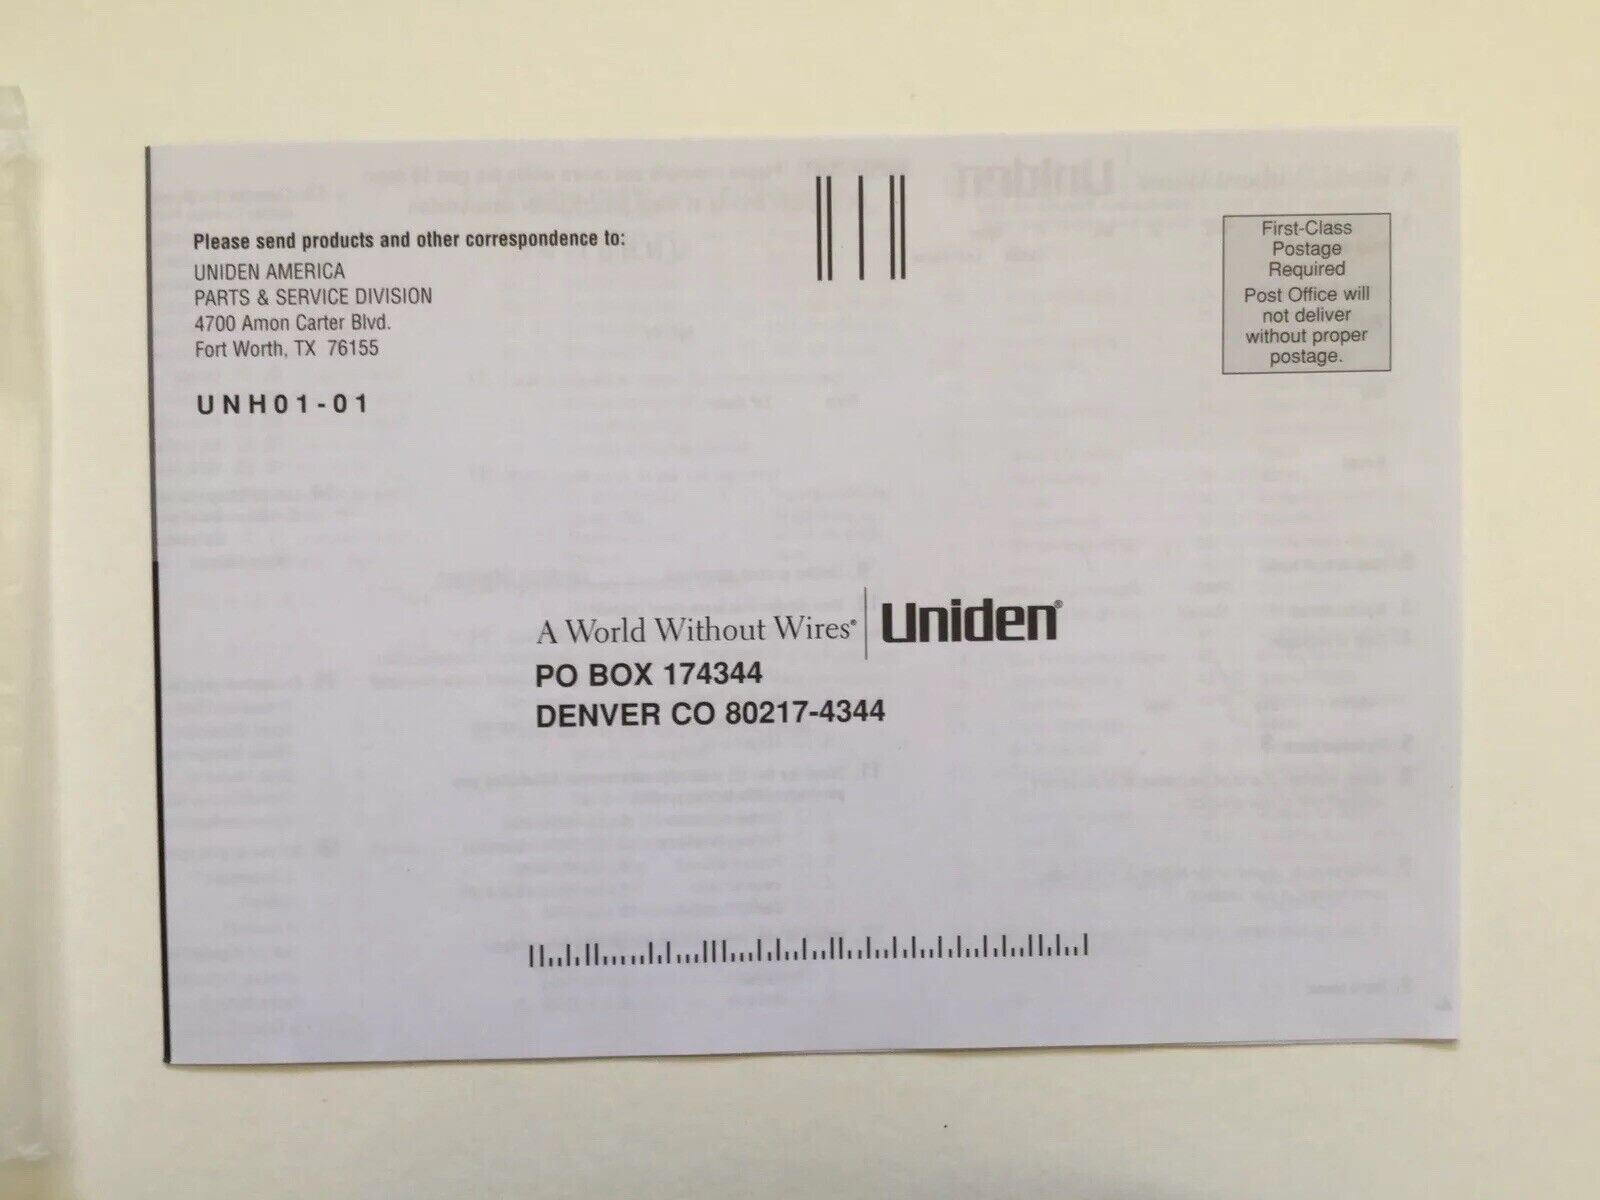 Please send products and other correspondence to:
UNIDEN AMERICA
PARTS & SERVICE DIVISION
4700 Amon Carter Blvd.
Fort Worth, TX 76155
UNH01-01
First-Class
Postage
Required
Post Office will
not deliver
without proper
postage.
A World Without Wires® Uniden®
PO BOX 174344
DENVER CO 80217-4344